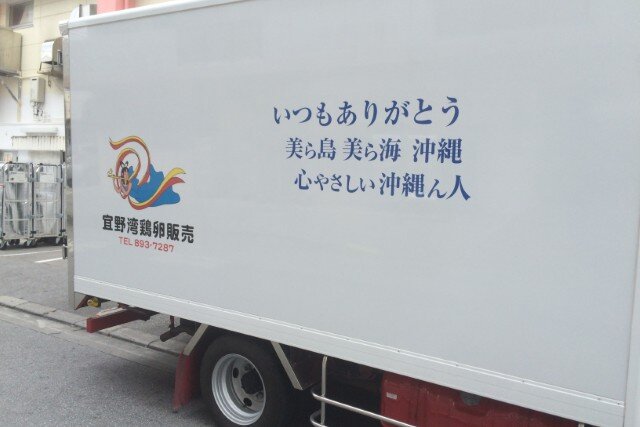 いつもありがとう
美ら島 美ら海 沖縄
心やさしい沖縄ん人
宜野湾鶏卵販売
TEL 893-7287